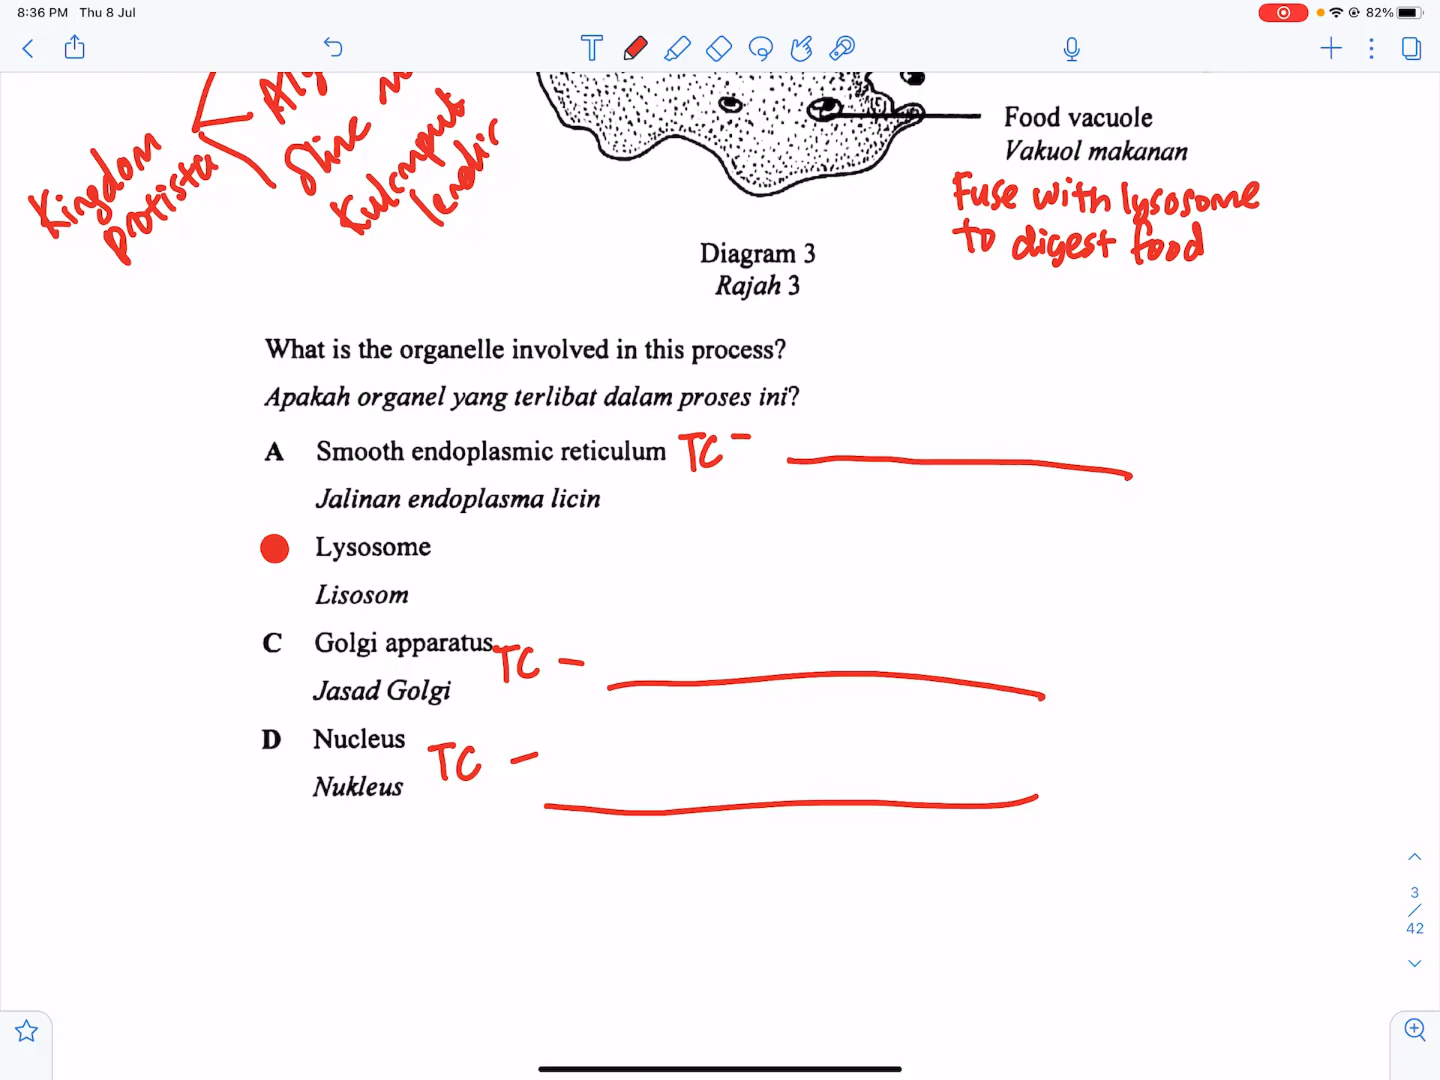 8:36 PM Thu 8 Jul
82%
T
Kingdom
protista
Kulampuk
lendir
Food vacuole
Vakuol makanan
Fuse with lysosome
to digest food
Diagram 3
Rajah 3
What is the organelle involved in this process?
Apakah organel yang terlibat dalam proses ini?
A Smooth endoplasmic reticulum TC -
Jalinan endoplasma licin
Lysosome
Lisosom
C Golgi apparatus TC -
Jasad Golgi
D Nucleus TC -
Nukleus
3
/
42